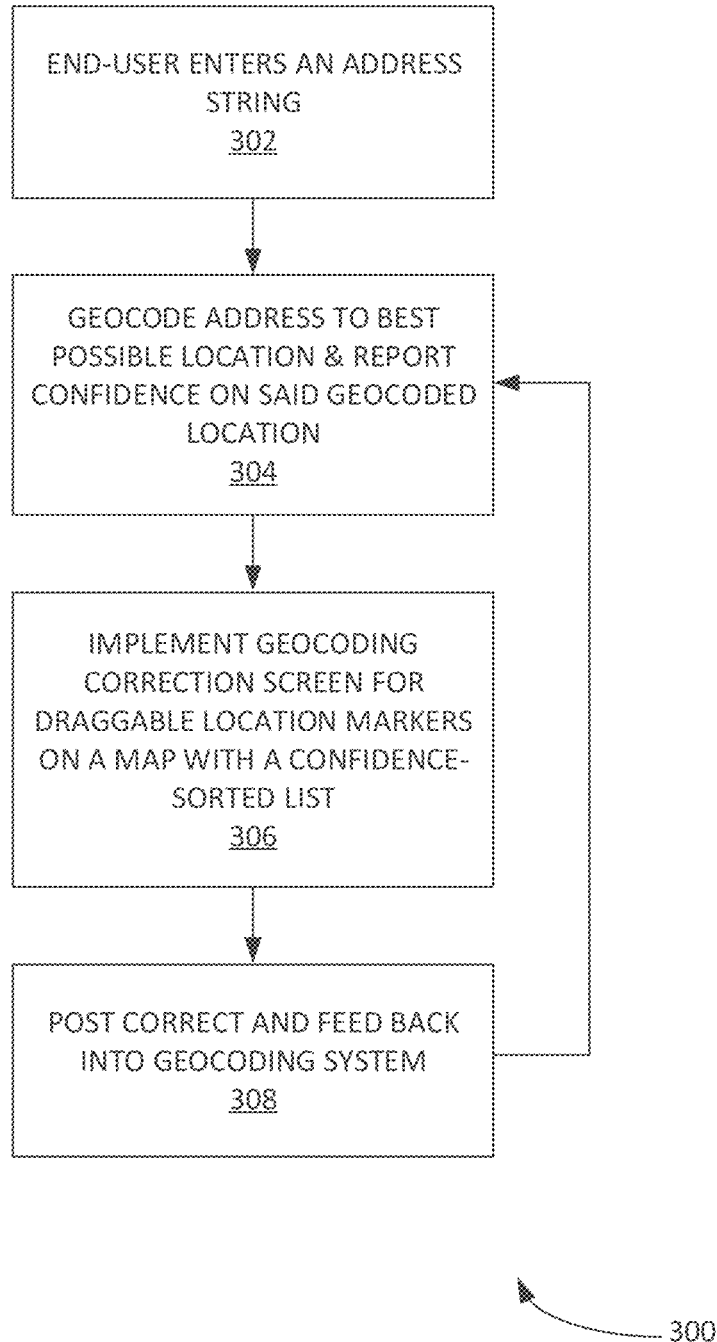 END-USER ENTERS AN ADDRESS
STRING
302
GEOCODE ADDRESS TO BEST
POSSIBLE LOCATION & REPORT
CONFIDENCE ON SAID GEOCODED
LOCATION
304
IMPLEMENT GEOCODING
CORRECTION SCREEN FOR
DRAGGABLE LOCATION MARKERS
ON A MAP WITH A CONFIDENCE-
SORTED LIST
306
POST CORRECT AND FEED BACK
INTO GEOCODING SYSTEM
308
300